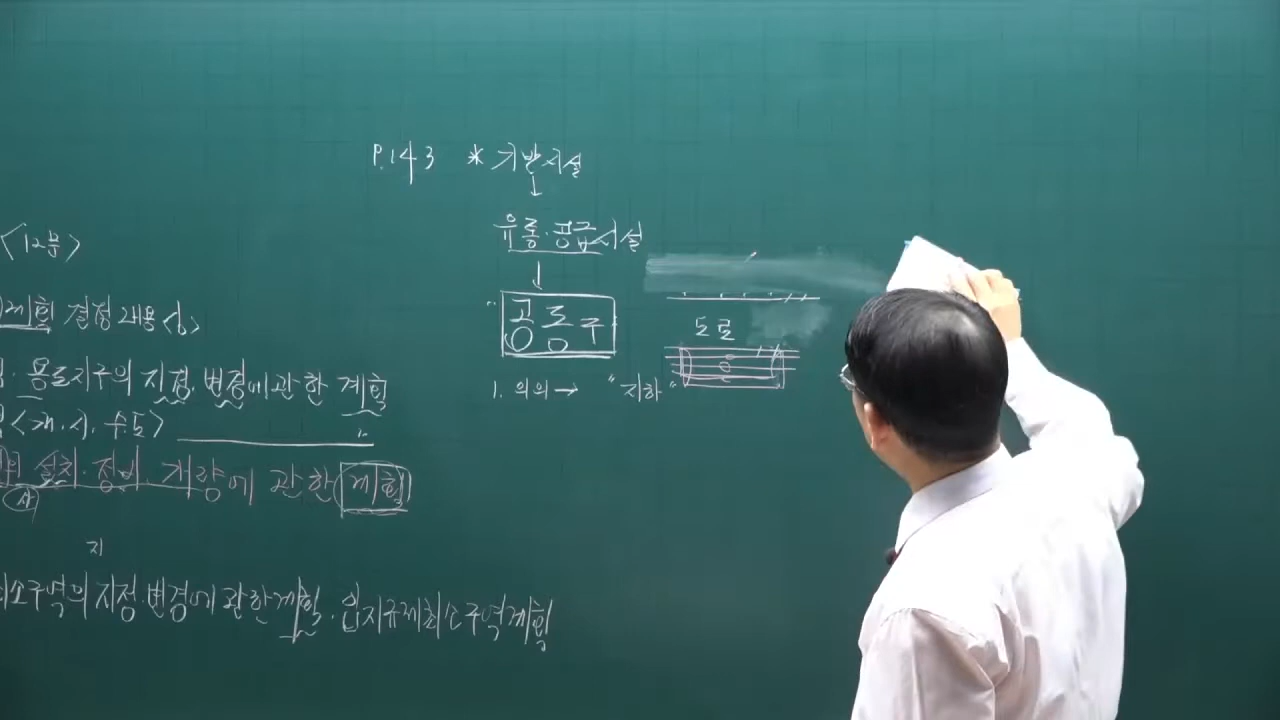 P.143 * 기반시설
↓
유통·공급시설
↓
"공동구
도로
1. 의의 → "지하"
<12분>
계획 결정 내용
·용도지구의 지정·변경에 관한 계획
<개·시·수도>
설치·정비·개량에 관한 계획
사
지
소구역의 지정·변경에 관한 계획·입지규제최소구역계획